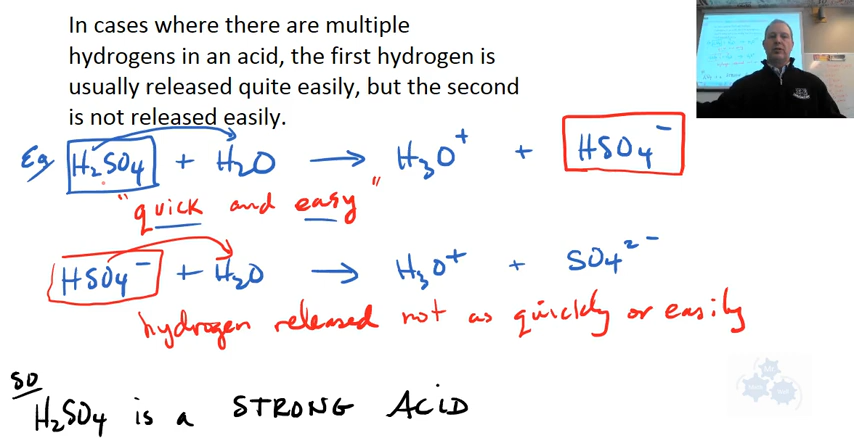 In cases where there are multiple
hydrogens in an acid, the first hydrogen is
usually released quite easily, but the second
is not released easily.
Eg H₂SO₄ + H₂O → H₃O⁺ + HSO₄⁻
"quick and easy"
HSO₄⁻ + H₂O → H₃O⁺ + SO₄²⁻
hydrogen released not as quickly or easily
SO
H₂SO₄ is a STRONG ACID